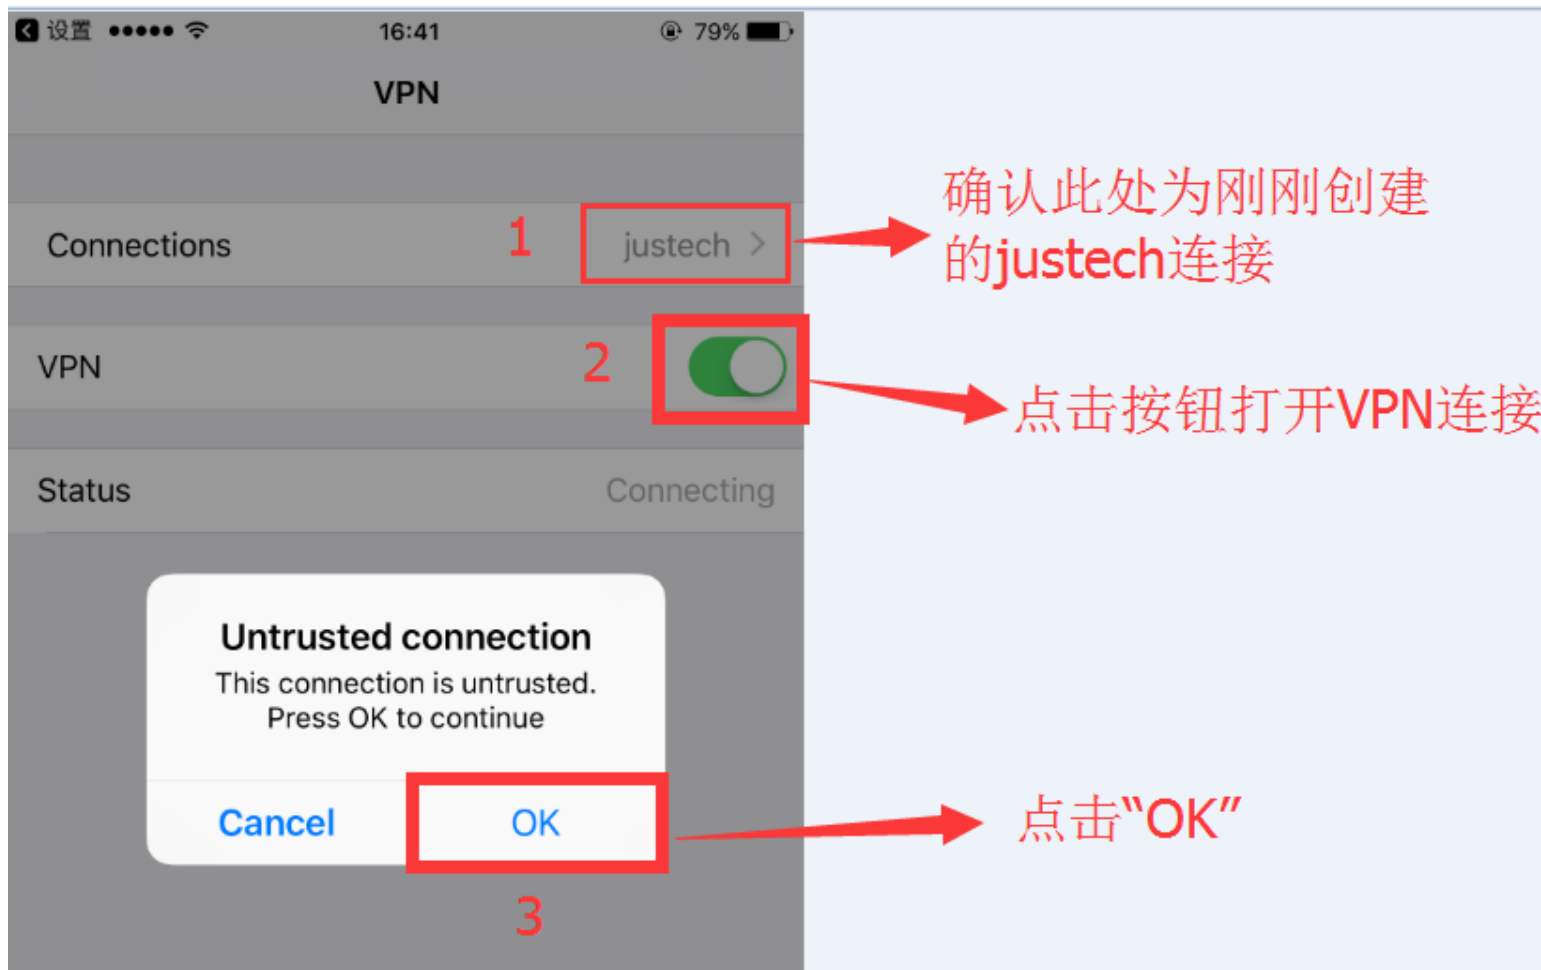 设置 16:41 79%
VPN
Connections 1 justech
确认此处为刚刚创建
的justech连接
VPN 2
点击按钮打开VPN连接
Status Connecting
Untrusted connection
This connection is untrusted.
Press OK to continue
Cancel OK
点击“OK”
3